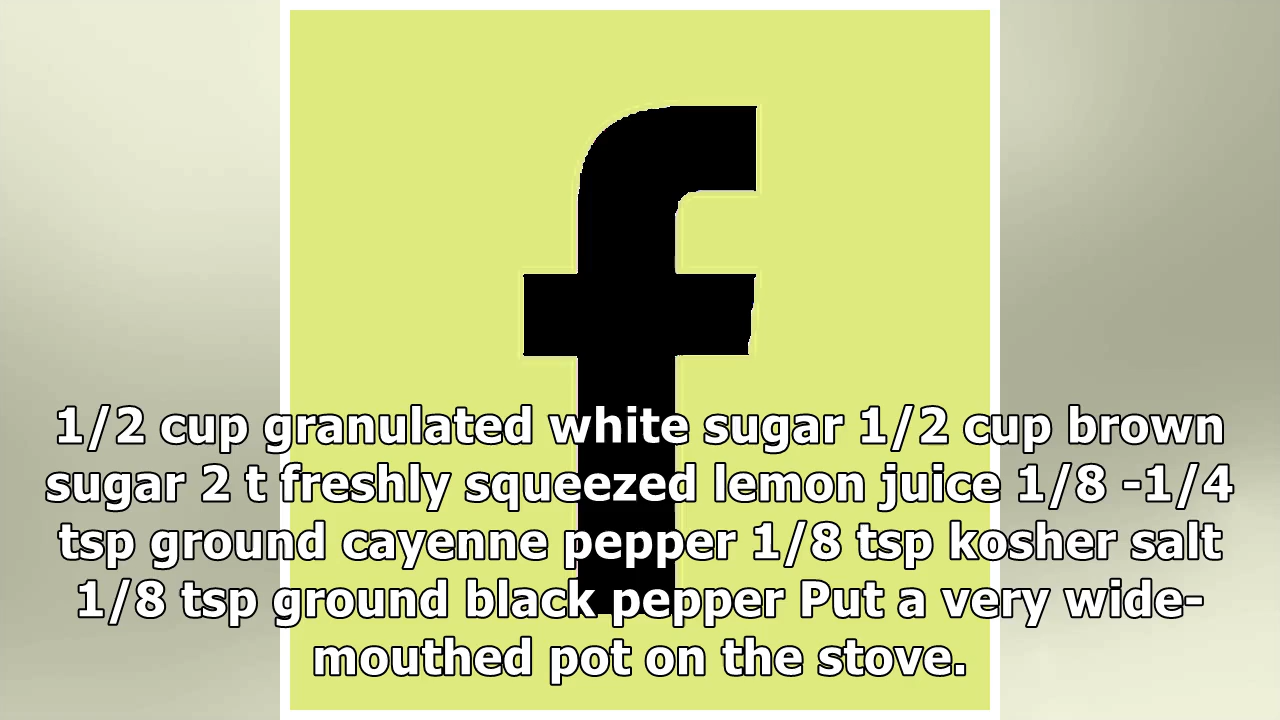 f
1/2 cup granulated white sugar 1/2 cup brown
sugar 2 t freshly squeezed lemon juice 1/8 -1/4
tsp ground cayenne pepper 1/8 tsp kosher salt
1/8 tsp ground black pepper Put a very wide-
mouthed pot on the stove.